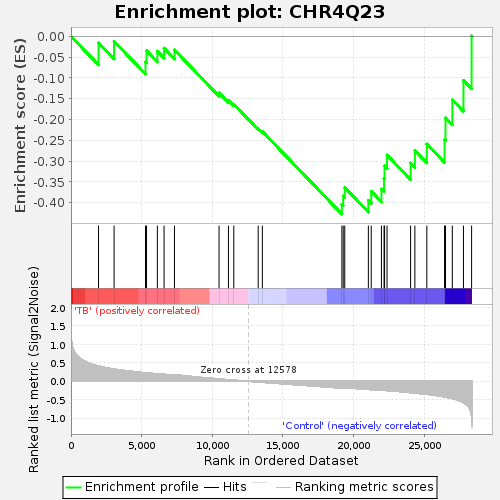 Enrichment plot: CHR4Q23
Enrichment score (ES)
0.00
-0.05
-0.10
-0.15
-0.20
-0.25
-0.30
-0.35
-0.40
'TB' (positively correlated)
Ranked list metric (Signal2Noise)
2.0
1.5
1.0
0.5
0.0
-0.5
-1.0
Zero cross at 12578
'Control' (negatively correlated)
0 5,000 10,000 15,000 20,000 25,000
Rank in Ordered Dataset
Enrichment profile Hits Ranking metric scores